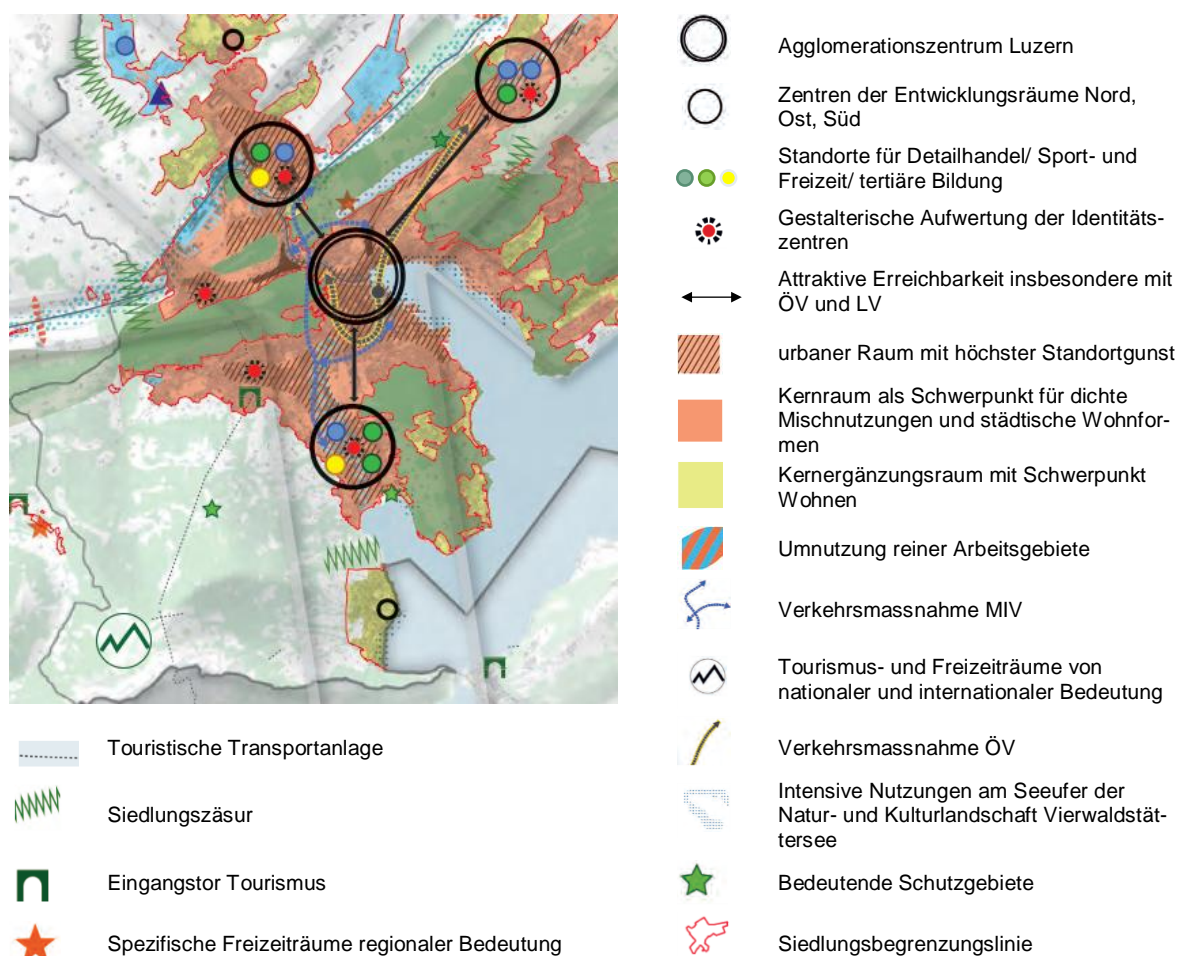 Agglomerationszentrum Luzern
Zentren der Entwicklungsräume Nord,
Ost, Süd
Standorte für Detailhandel/ Sport- und
Freizeit/ tertiäre Bildung
Gestalterische Aufwertung der Identitäts-
zentren
Attraktive Erreichbarkeit insbesondere mit
ÖV und LV
urbaner Raum mit höchster Standortgunst
Kernraum als Schwerpunkt für dichte
Mischnutzungen und städtische Wohnfor-
men
Kernergänzungsraum mit Schwerpunkt
Wohnen
Umnutzung reiner Arbeitsgebiete
Verkehrsmassnahme MIV
Tourismus- und Freizeiträume von
nationaler und internationaler Bedeutung
Verkehrsmassnahme ÖV
Intensive Nutzungen am Seeufer der
Natur- und Kulturlandschaft Vierwaldstät-
tersee
Bedeutende Schutzgebiete
Siedlungsbegrenzungslinie
Touristische Transportanlage
Siedlungszäsur
Eingangstor Tourismus
Spezifische Freizeiträume regionaler Bedeutung